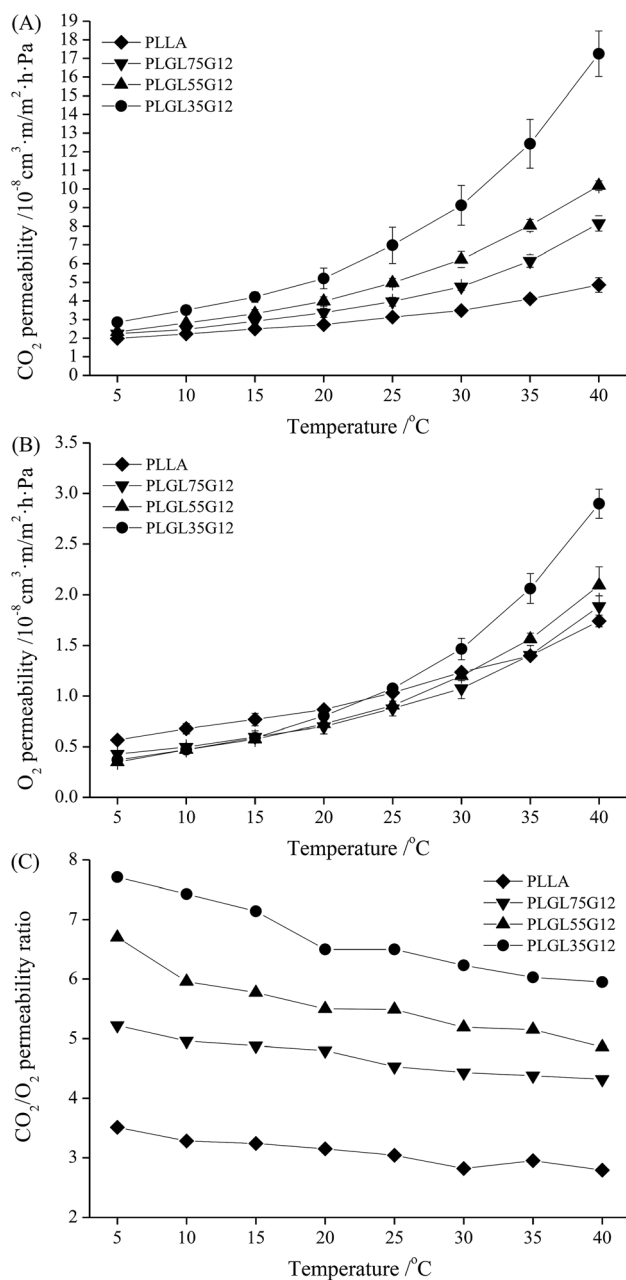 (A)
CO₂ permeability /10⁻⁸ cm³·m/m²·h·Pa
19
18
17
16
15
14
13
12
11
10
9
8
7
6
5
4
3
2
1
0
PLLA
PLGL75G12
PLGL55G12
PLGL35G12
5 10 15 20 25 30 35 40
Temperature /°C
(B)
O₂ permeability /10⁻⁸ cm³·m/m²·h·Pa
3.5
3.0
2.5
2.0
1.5
1.0
0.5
0.0
PLLA
PLGL75G12
PLGL55G12
PLGL35G12
5 10 15 20 25 30 35 40
Temperature /°C
(C)
CO₂/O₂ permeability ratio
8
7
6
5
4
3
2
PLLA
PLGL75G12
PLGL55G12
PLGL35G12
5 10 15 20 25 30 35 40
Temperature /°C